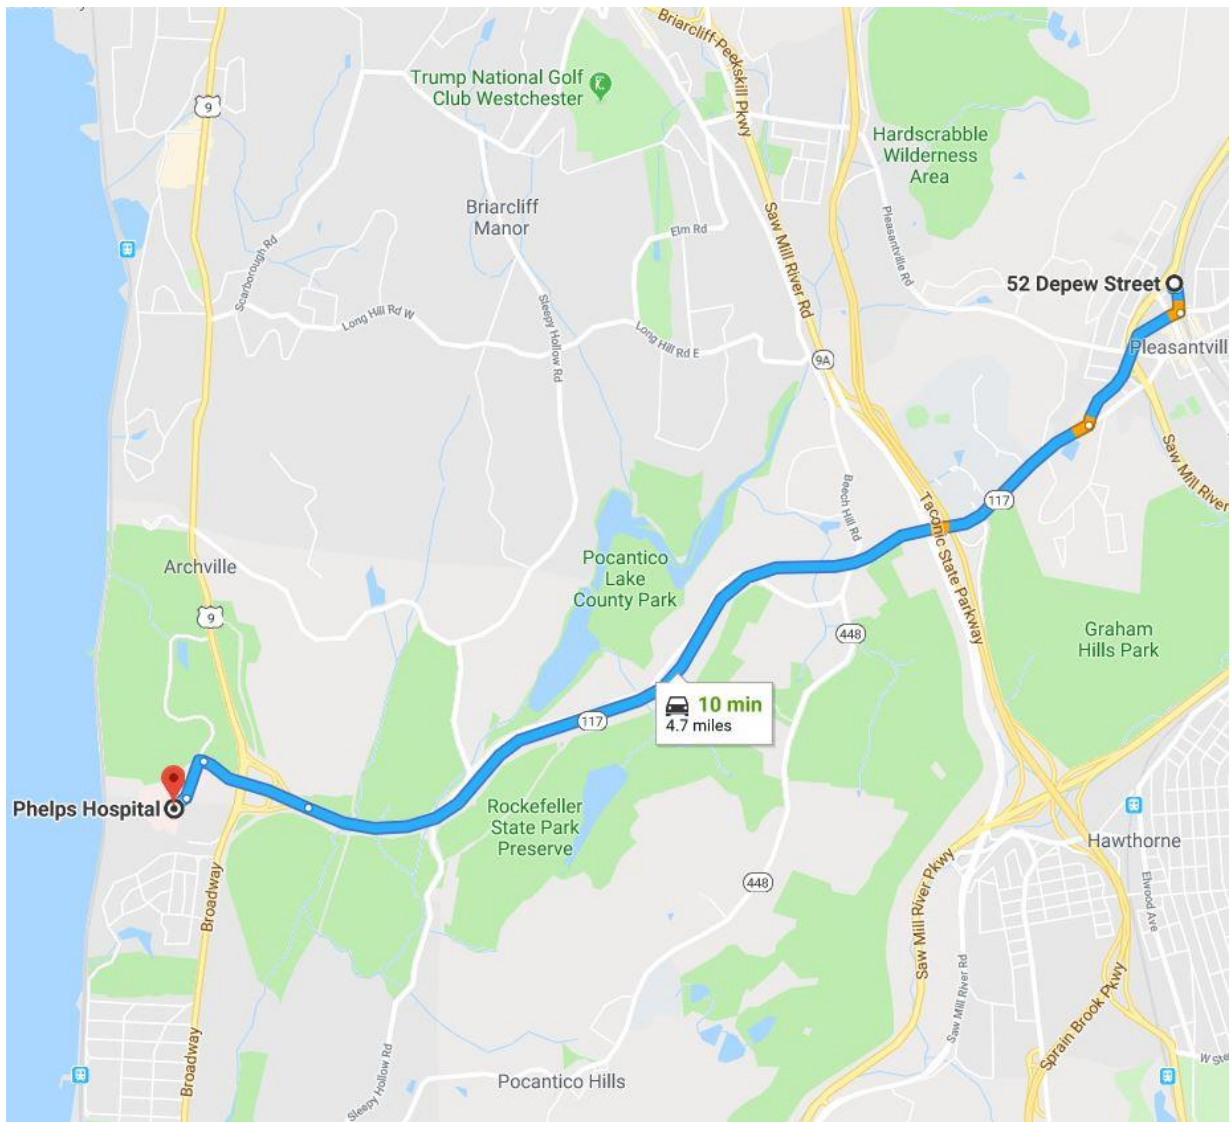 Briarcliff-Peekskill Pkwy
9
Trump National Golf
Club Westchester
Hardscrabble
Wilderness
Area
Briarcliff
Manor
Elm Rd
Saw Mill River Rd
Pleasantville Rd
Scarborough Rd
52 Depew Street
Sleepy Hollow Rd
Long Hill Rd W
Long Hill Rd E
Pleasantvill
9A
Saw Mill River
Beech Hill Rd
117
Taconic State Parkway
Archville
Pocantico
Lake
County Park
9
448
Graham
Hills Park
10 min
4.7 miles
117
Phelps Hospital
Rockefeller
State Park
Preserve
Hawthorne
448
Broadway
Elwood Ave
Saw Mill River Pkwy
Saw Mill River Rd
Sprain Brook Pkwy
Broadway
W Ste
Pocantico Hills
Sleepy Hollow Rd